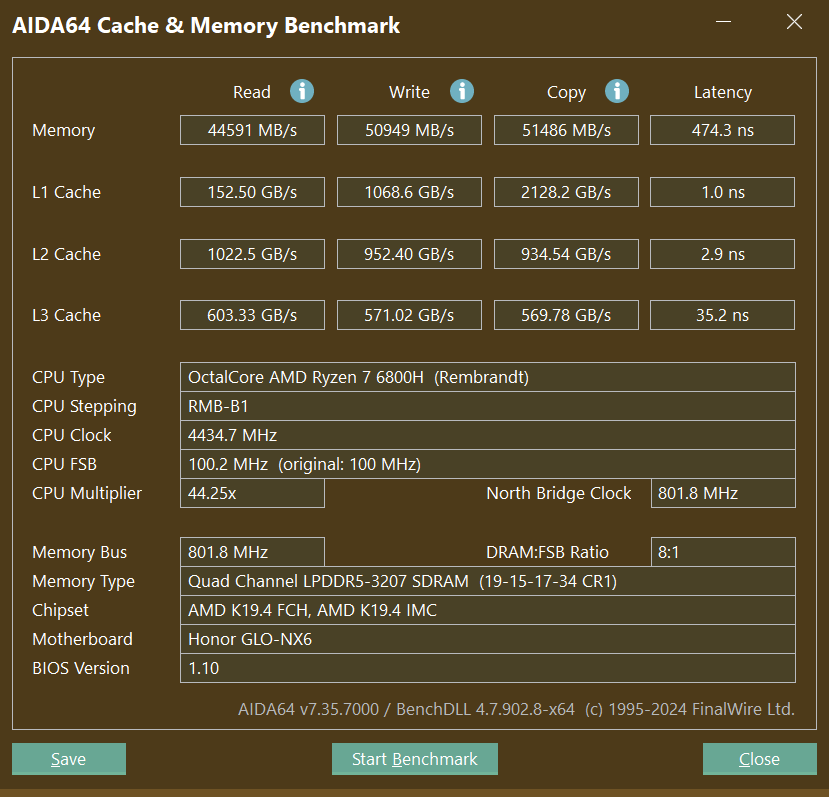 AIDA64 Cache & Memory Benchmark
Read Write Copy Latency
Memory 44591 MB/s 50949 MB/s 51486 MB/s 474.3 ns
L1 Cache 152.50 GB/s 1068.6 GB/s 2128.2 GB/s 1.0 ns
L2 Cache 1022.5 GB/s 952.40 GB/s 934.54 GB/s 2.9 ns
L3 Cache 603.33 GB/s 571.02 GB/s 569.78 GB/s 35.2 ns
CPU Type OctalCore AMD Ryzen 7 6800H (Rembrandt)
CPU Stepping RMB-B1
CPU Clock 4434.7 MHz
CPU FSB 100.2 MHz (original: 100 MHz)
CPU Multiplier 44.25x North Bridge Clock 801.8 MHz
Memory Bus 801.8 MHz DRAM:FSB Ratio 8:1
Memory Type Quad Channel LPDDR5-3207 SDRAM (19-15-17-34 CR1)
Chipset AMD K19.4 FCH, AMD K19.4 IMC
Motherboard Honor GLO-NX6
BIOS Version 1.10
AIDA64 v7.35.7000 / BenchDLL 4.7.902.8-x64 (c) 1995-2024 FinalWire Ltd.
Save Start Benchmark Close